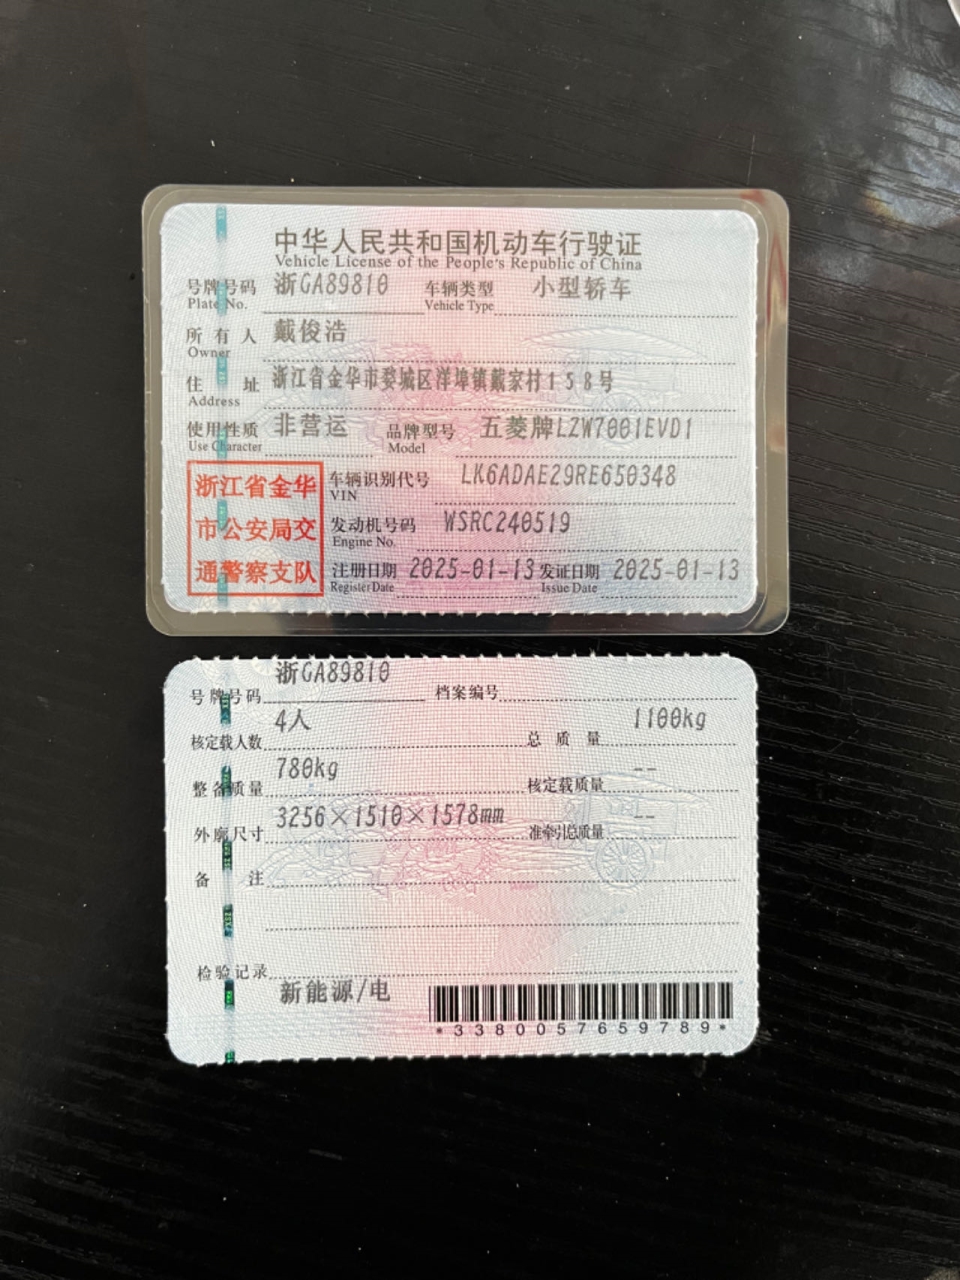 中华人民共和国机动车行驶证
Vehicle License of the People's Republic of China
号牌号码 浙GA89810 车辆类型 小型轿车
Plate No. Vehicle Type
所有人 戴俊浩
Owner
住址 浙江省金华市婺城区洋埠镇戴家村158号
Address
使用性质 非营运 品牌型号 五菱牌LZW7001EVD1
Use Character Model
浙江省金华
市公安局交
通警察支队
车辆识别代号 LK6ADAE29RE650348
VIN
发动机号码 WSRC240519
Engine No.
注册日期 2025-01-13 发证日期 2025-01-13
Register Date Issue Date
号牌号码 浙GA89810 档案编号
核定载人数 4人 总质量 1100kg
整备质量 780kg 核定载质量 --
外廓尺寸 3256×1510×1578mm 准牵引总质量 --
备注
检验记录
新能源/电
*3380057659789*